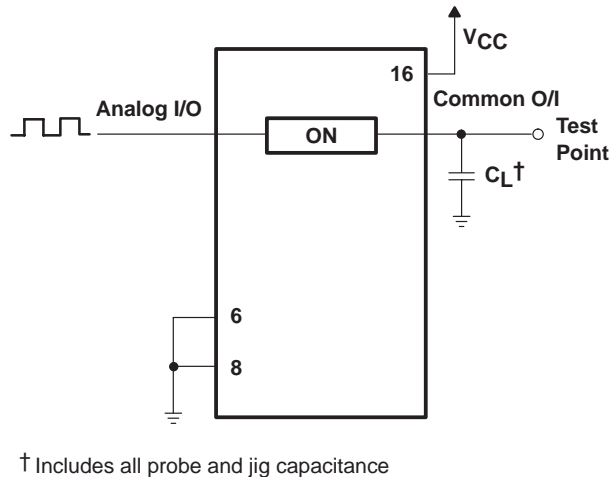 VCC
16
Analog I/O
Common O/I
ON
Test
Point
CL†
6
8
† Includes all probe and jig capacitance